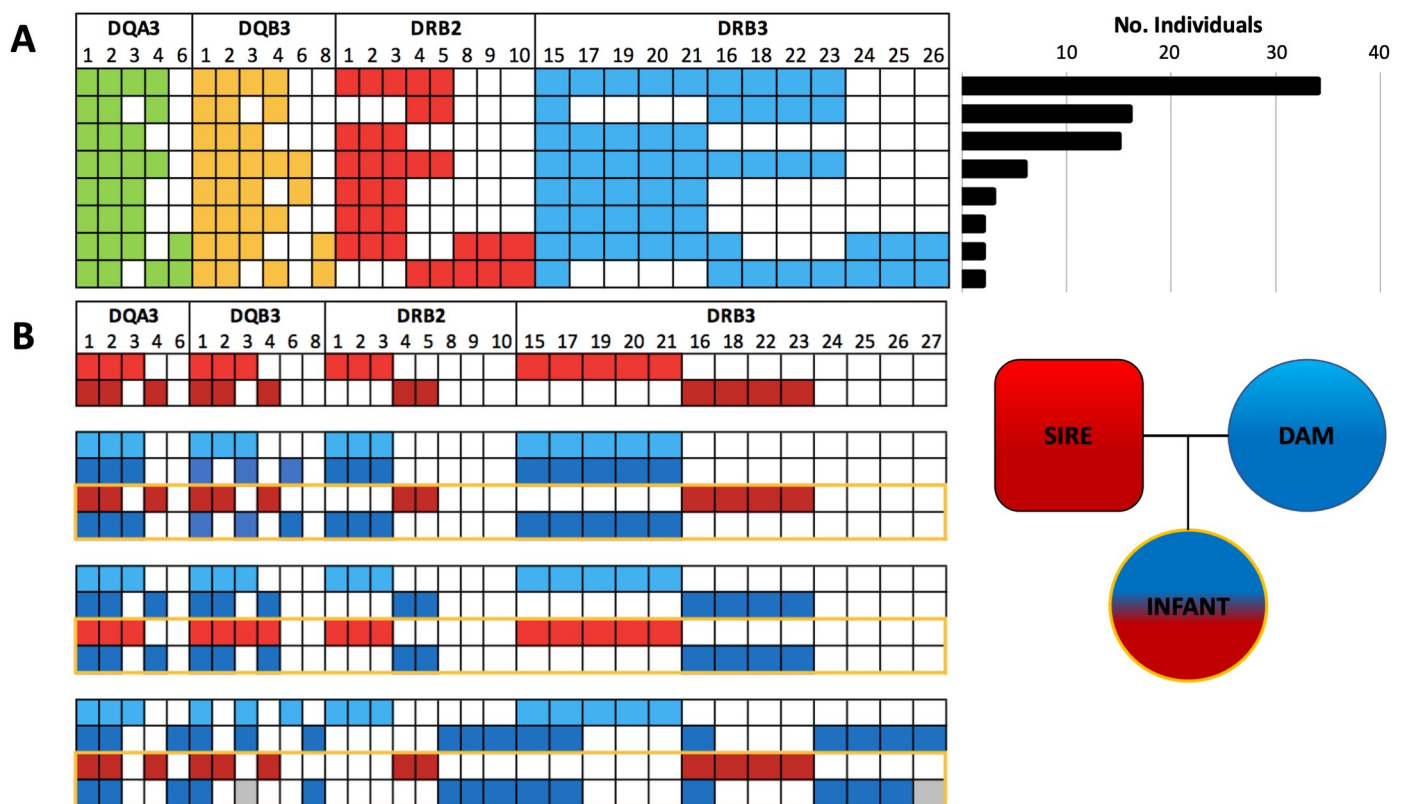 A
DQA3 DQB3 DRB2 DRB3
1 2 3 4 6 1 2 3 4 6 8 1 2 3 4 5 8 9 10 15 17 19 20 21 16 18 22 23 24 25 26
No. Individuals
10 20 30 40
B
DQA3 DQB3 DRB2 DRB3
1 2 3 4 6 1 2 3 4 6 8 1 2 3 4 5 8 9 10 15 17 19 20 21 16 18 22 23 24 25 26 27
SIRE DAM
INFANT